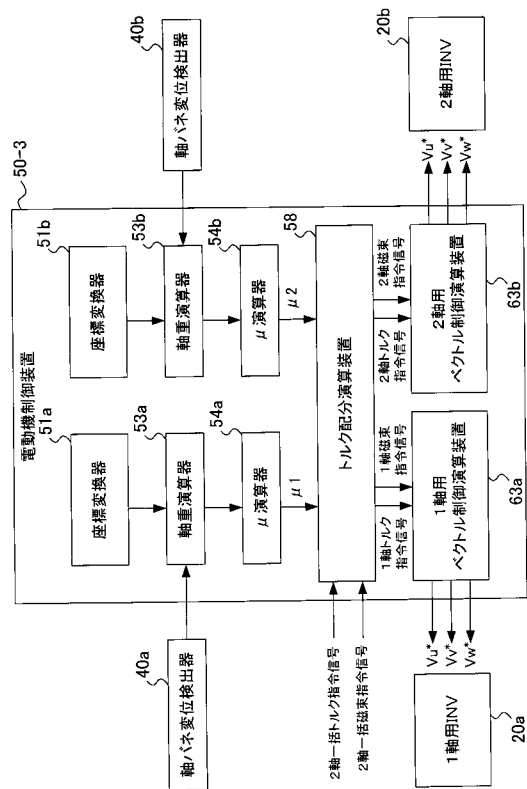 電動機制御装置
50-3
51a
座標変換器
51b
座標変換器
40a
軸バネ変位検出器
53a
軸重演算器
53b
軸重演算器
40b
軸バネ変位検出器
54a
μ演算器
54b
μ演算器
μ1
μ2
58
トルク配分演算装置
2軸一括トルク指令信号
2軸一括磁束指令信号
1軸トルク
指令信号
1軸磁束
指令信号
2軸トルク
指令信号
2軸磁束
指令信号
1軸用
ベクトル制御演算装置
63a
2軸用
ベクトル制御演算装置
63b
Vu*
Vv*
Vw*
Vu*
Vv*
Vw*
1軸用INV
20a
2軸用INV
20b